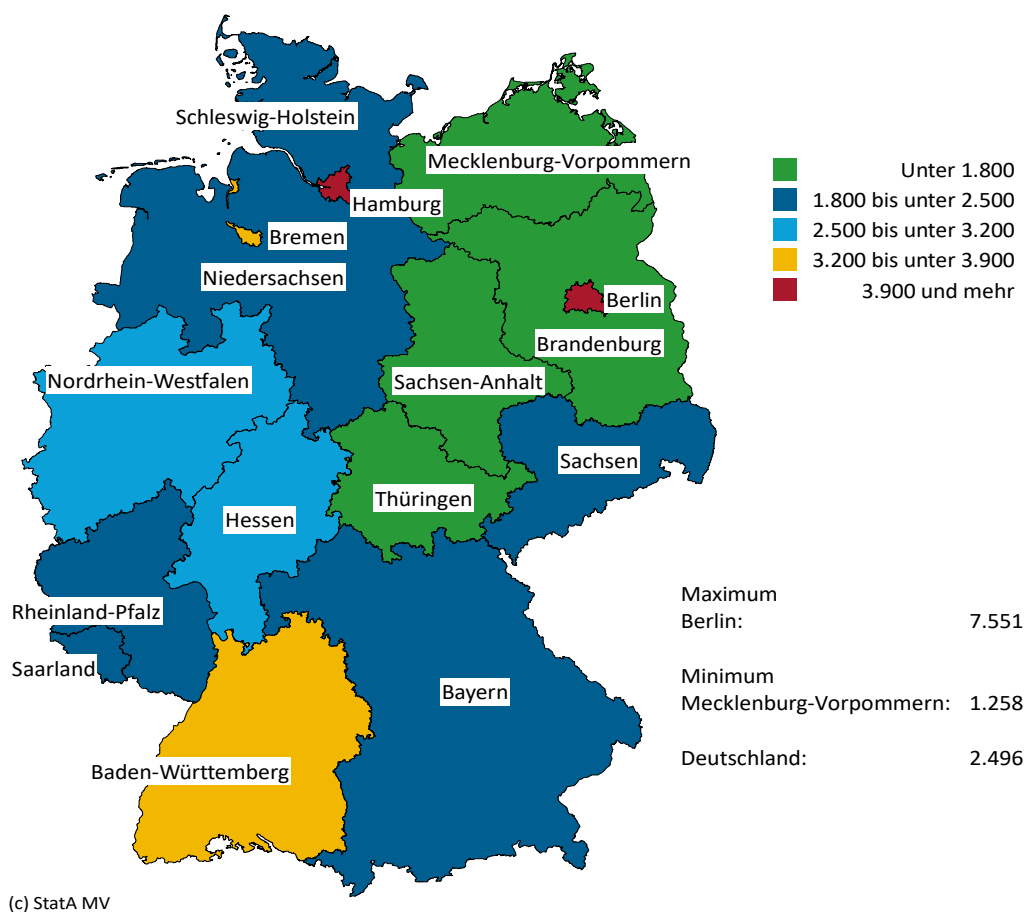 Schleswig-Holstein
Mecklenburg-Vorpommern
Hamburg
Bremen
Niedersachsen
Berlin
Brandenburg
Nordrhein-Westfalen
Sachsen-Anhalt
Sachsen
Thüringen
Hessen
Rheinland-Pfalz
Saarland
Bayern
Baden-Württemberg
Unter 1.800
1.800 bis unter 2.500
2.500 bis unter 3.200
3.200 bis unter 3.900
3.900 und mehr
Maximum
Berlin: 7.551
Minimum
Mecklenburg-Vorpommern: 1.258
Deutschland: 2.496
(c) StatA MV